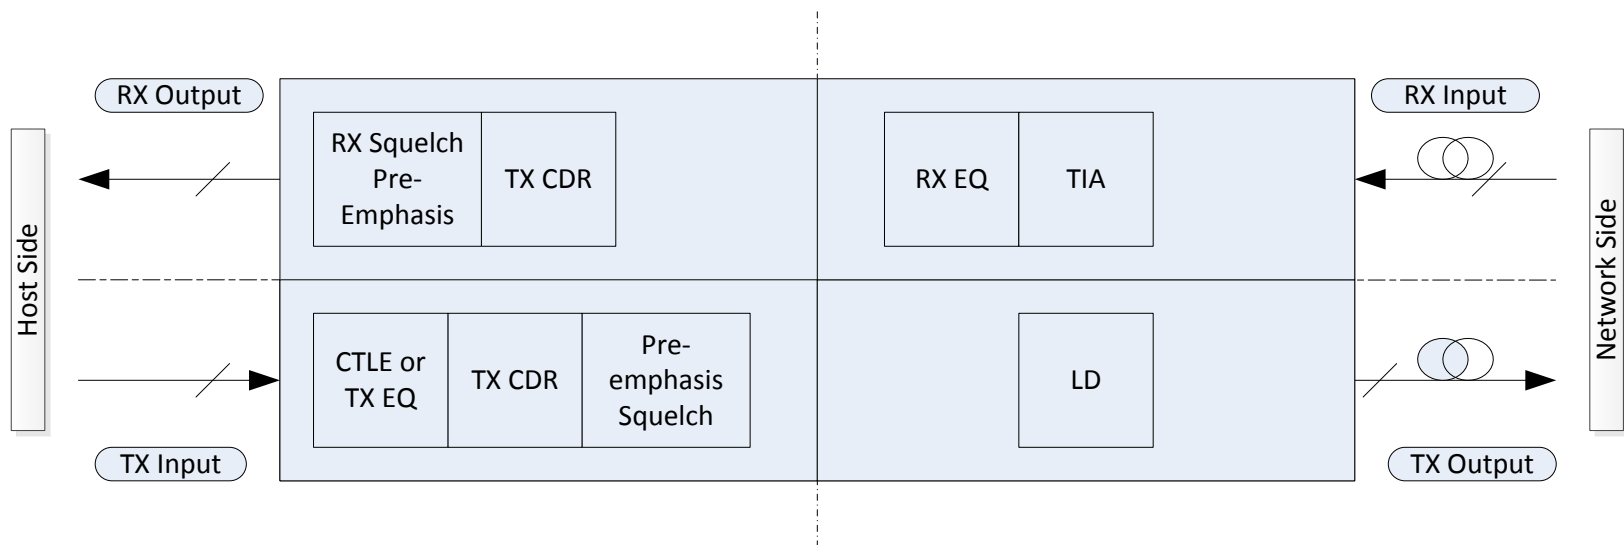 RX Output
RX Input
Host Side
RX Squelch
Pre-
Emphasis
TX CDR
RX EQ
TIA
Network Side
CTLE or
TX EQ
TX CDR
Pre-
emphasis
Squelch
LD
TX Input
TX Output